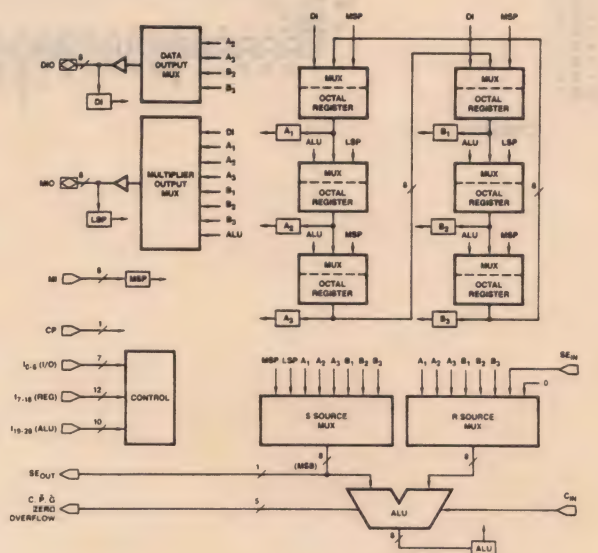 DIO
8
DI
DATA
OUTPUT
MUX
A2
A3
B2
B3
MIO
8
LSP
MULTIPLIER
OUTPUT
MUX
DI
A1
A2
A3
B1
B2
B3
ALU
MI
8
MSP
CP
1
I0-6 (I/O)
7
I7-18 (REG)
12
I19-28 (ALU)
10
CONTROL
DI MSP
MUX
OCTAL
REGISTER
A1
ALU LSP
MUX
OCTAL
REGISTER
A2
ALU MSP
MUX
OCTAL
REGISTER
A3
8
DI MSP
MUX
OCTAL
REGISTER
B1
ALU LSP
MUX
OCTAL
REGISTER
B2
ALU MSP
MUX
OCTAL
REGISTER
B3
8
MSP LSP A1 A2 A3 B1 B2 B3
S SOURCE
MUX
8
(MSB)
A1 A2 A3 B1 B2 B3
0
SEIN
R SOURCE
MUX
8
SEOUT
1
C, P, G
ZERO
OVERFLOW
5
ALU
CIN
8
ALU